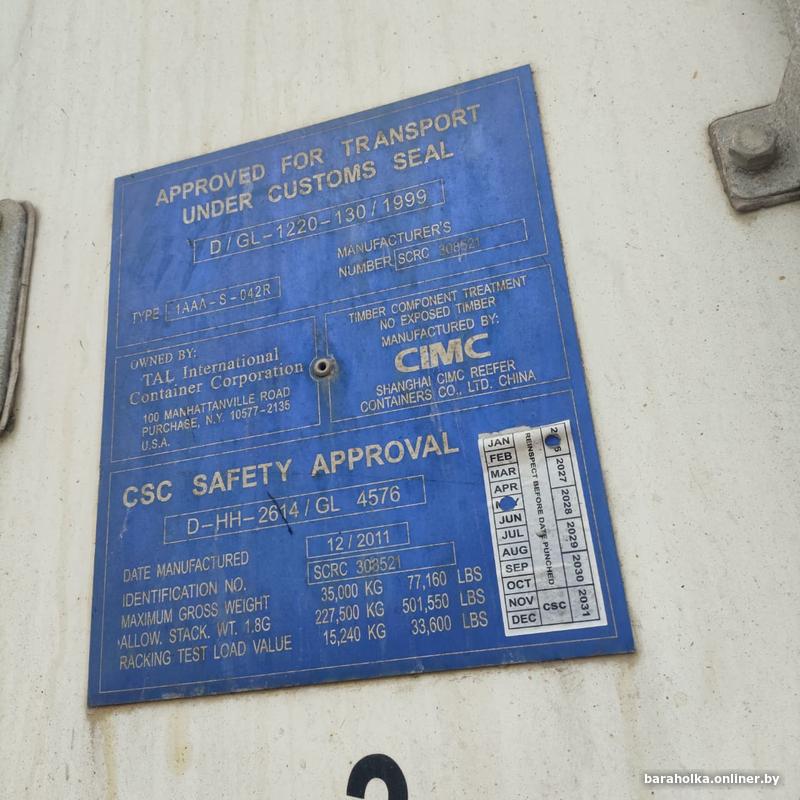 APPROVED FOR TRANSPORT
UNDER CUSTOMS SEAL
D/GL-1220-130/1999
MANUFACTURER'S
NUMBER SCRC 308521
TYPE 1AAA-S-042R
TIMBER COMPONENT TREATMENT
NO EXPOSED TIMBER
MANUFACTURED BY:
CIMC
SHANGHAI CIMC REEFER
CONTAINERS CO., LTD. CHINA
OWNED BY:
TAL International
Container Corporation
100 MANHATTANVILLE ROAD
PURCHASE, N.Y. 10577-2135
U.S.A.
CSC SAFETY APPROVAL
D-HH-2614/GL 4576
DATE MANUFACTURED 12/2011
IDENTIFICATION NO. SCRC 308521
MAXIMUM GROSS WEIGHT 35,000 KG 77,160 LBS
ALLOW. STACK. WT. 1.8G 227,500 KG 501,550 LBS
RACKING TEST LOAD VALUE 15,240 KG 33,600 LBS
JAN
FEB
MAR
APR
JUN
JUL
AUG
SEP
OCT
NOV
DEC
REINSPECT BEFORE DATE PUNCHED
CSC
2027
2028
2029
2030
2031
baraholka.onliner.by